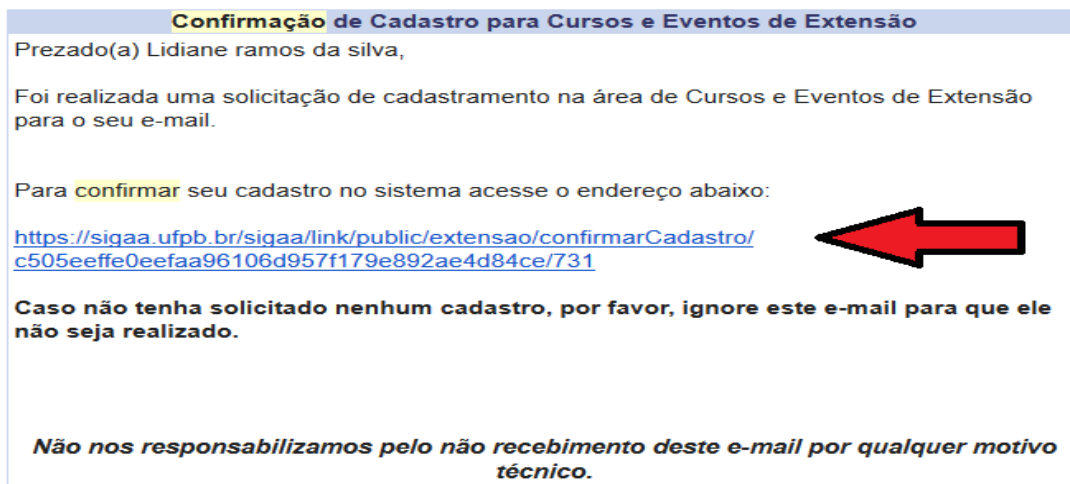 Confirmação de Cadastro para Cursos e Eventos de Extensão
Prezado(a) Lidiane ramos da silva,
Foi realizada uma solicitação de cadastramento na área de Cursos e Eventos de Extensão
para o seu e-mail.
Para confirmar seu cadastro no sistema acesse o endereço abaixo:
https://sigaa.ufpb.br/sigaa/link/public/extensao/confirmarCadastro/
c505eeffe0eefaa96106d957f179e892ae4d84ce/731
Caso não tenha solicitado nenhum cadastro, por favor, ignore este e-mail para que ele
não seja realizado.
Não nos responsabilizamos pelo não recebimento deste e-mail por qualquer motivo
técnico.